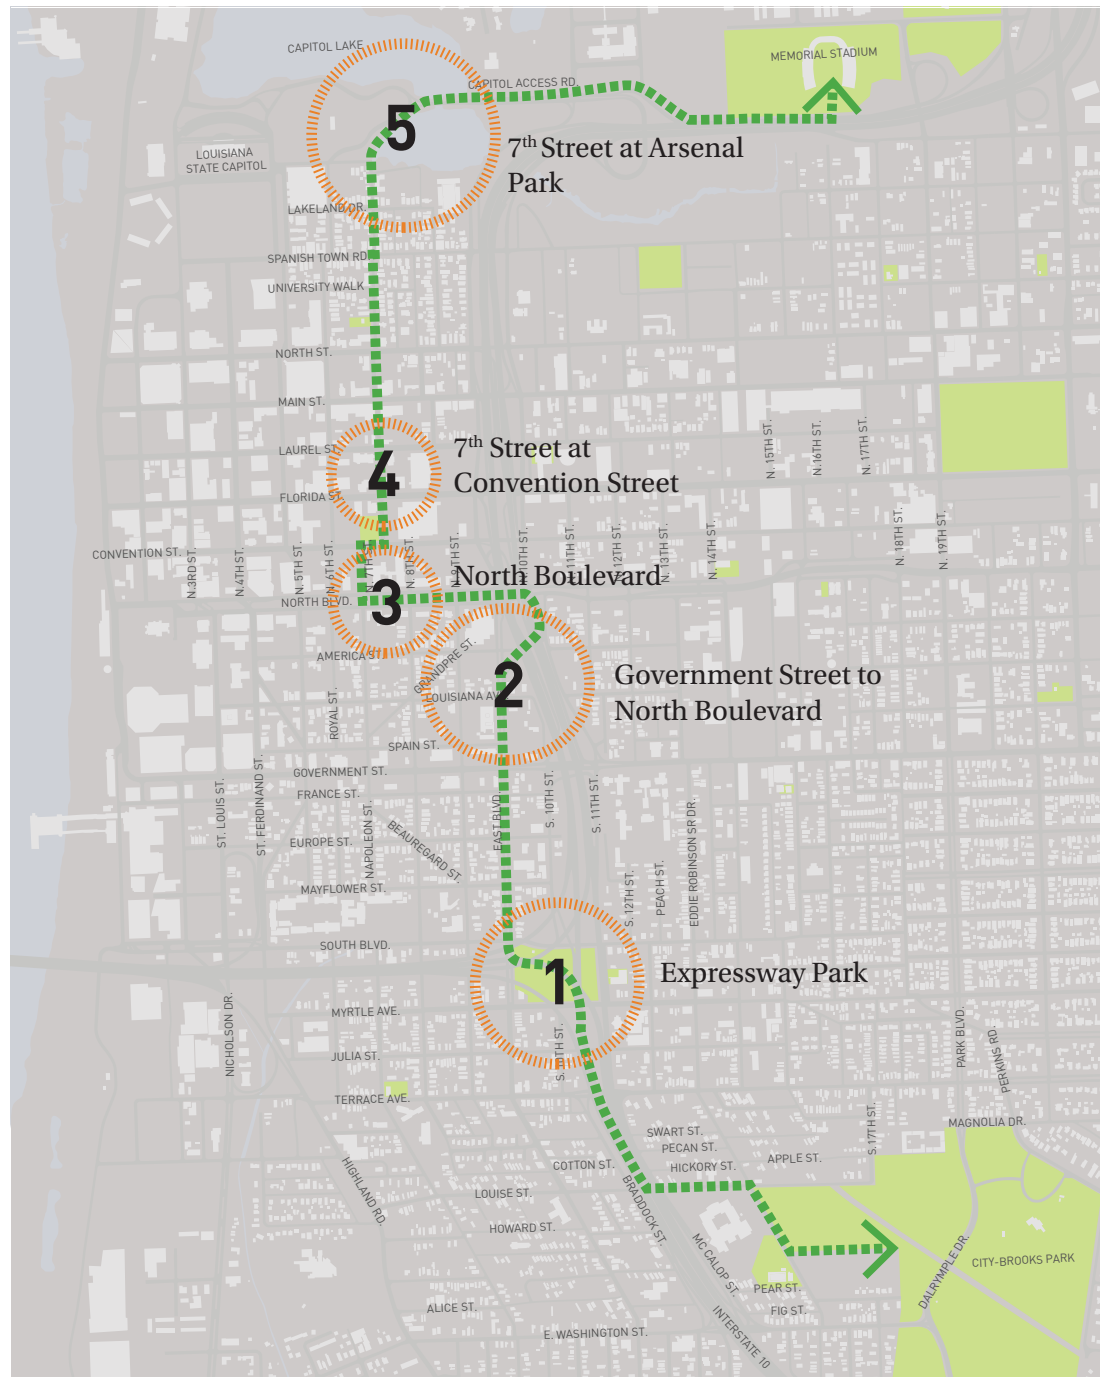 CAPITOL LAKE
MEMORIAL STADIUM
CAPITOL ACCESS RD.
5
7th Street at Arsenal
Park
LOUISIANA
STATE CAPITOL
LAKELAND DR.
SPANISH TOWN RD
UNIVERSITY WALK
NORTH ST.
MAIN ST.
LAUREL ST.
4
7th Street at
Convention Street
FLORIDA ST.
N. 15TH ST.
N.16TH ST.
N. 17TH ST.
CONVENTION ST.
N.3RD ST.
N.4TH ST.
N. 5TH ST.
N. 6TH ST.
N. 7TH ST.
N. 8TH ST.
N. 10TH ST.
N. 11TH ST.
N. 12TH ST.
N. 13TH ST.
N. 14TH ST.
N. 18TH ST.
N. 19TH ST.
North Boulevard
NORTH BLVD.
3
AMERICA ST.
GRANDPRE ST.
LOUISIANA AV
2
Government Street to
North Boulevard
ROYAL ST.
SPAIN ST.
GOVERNMENT ST.
FRANCE ST.
ST. LOUIS ST.
ST. FERDINAND ST.
NAPOLEON ST.
BEAUREGARD ST.
EAST BLVD.
S. 10TH ST.
S. 11TH ST.
EUROPE ST.
MAYFLOWER ST.
S. 12TH ST.
PEACH ST.
EDDIE ROBINSON SR DR.
SOUTH BLVD.
1
Expressway Park
NICHOLSON DR.
MYRTLE AVE.
JULIA ST.
S. 10TH ST.
PARK BLVD.
PERKINS RD
TERRACE AVE.
SWART ST.
PECAN ST.
HICKORY ST.
APPLE ST.
S.17TH ST.
MAGNOLIA DR.
COTTON ST.
HIGHLAND RD.
LOUISE ST.
BRADDOCK ST.
HOWARD ST.
MC CALOP ST.
DALRYMPLE DR.
CITY-BROOKS PARK
PEAR ST.
FIG ST.
ALICE ST.
E. WASHINGTON ST.
INTERSTATE 10